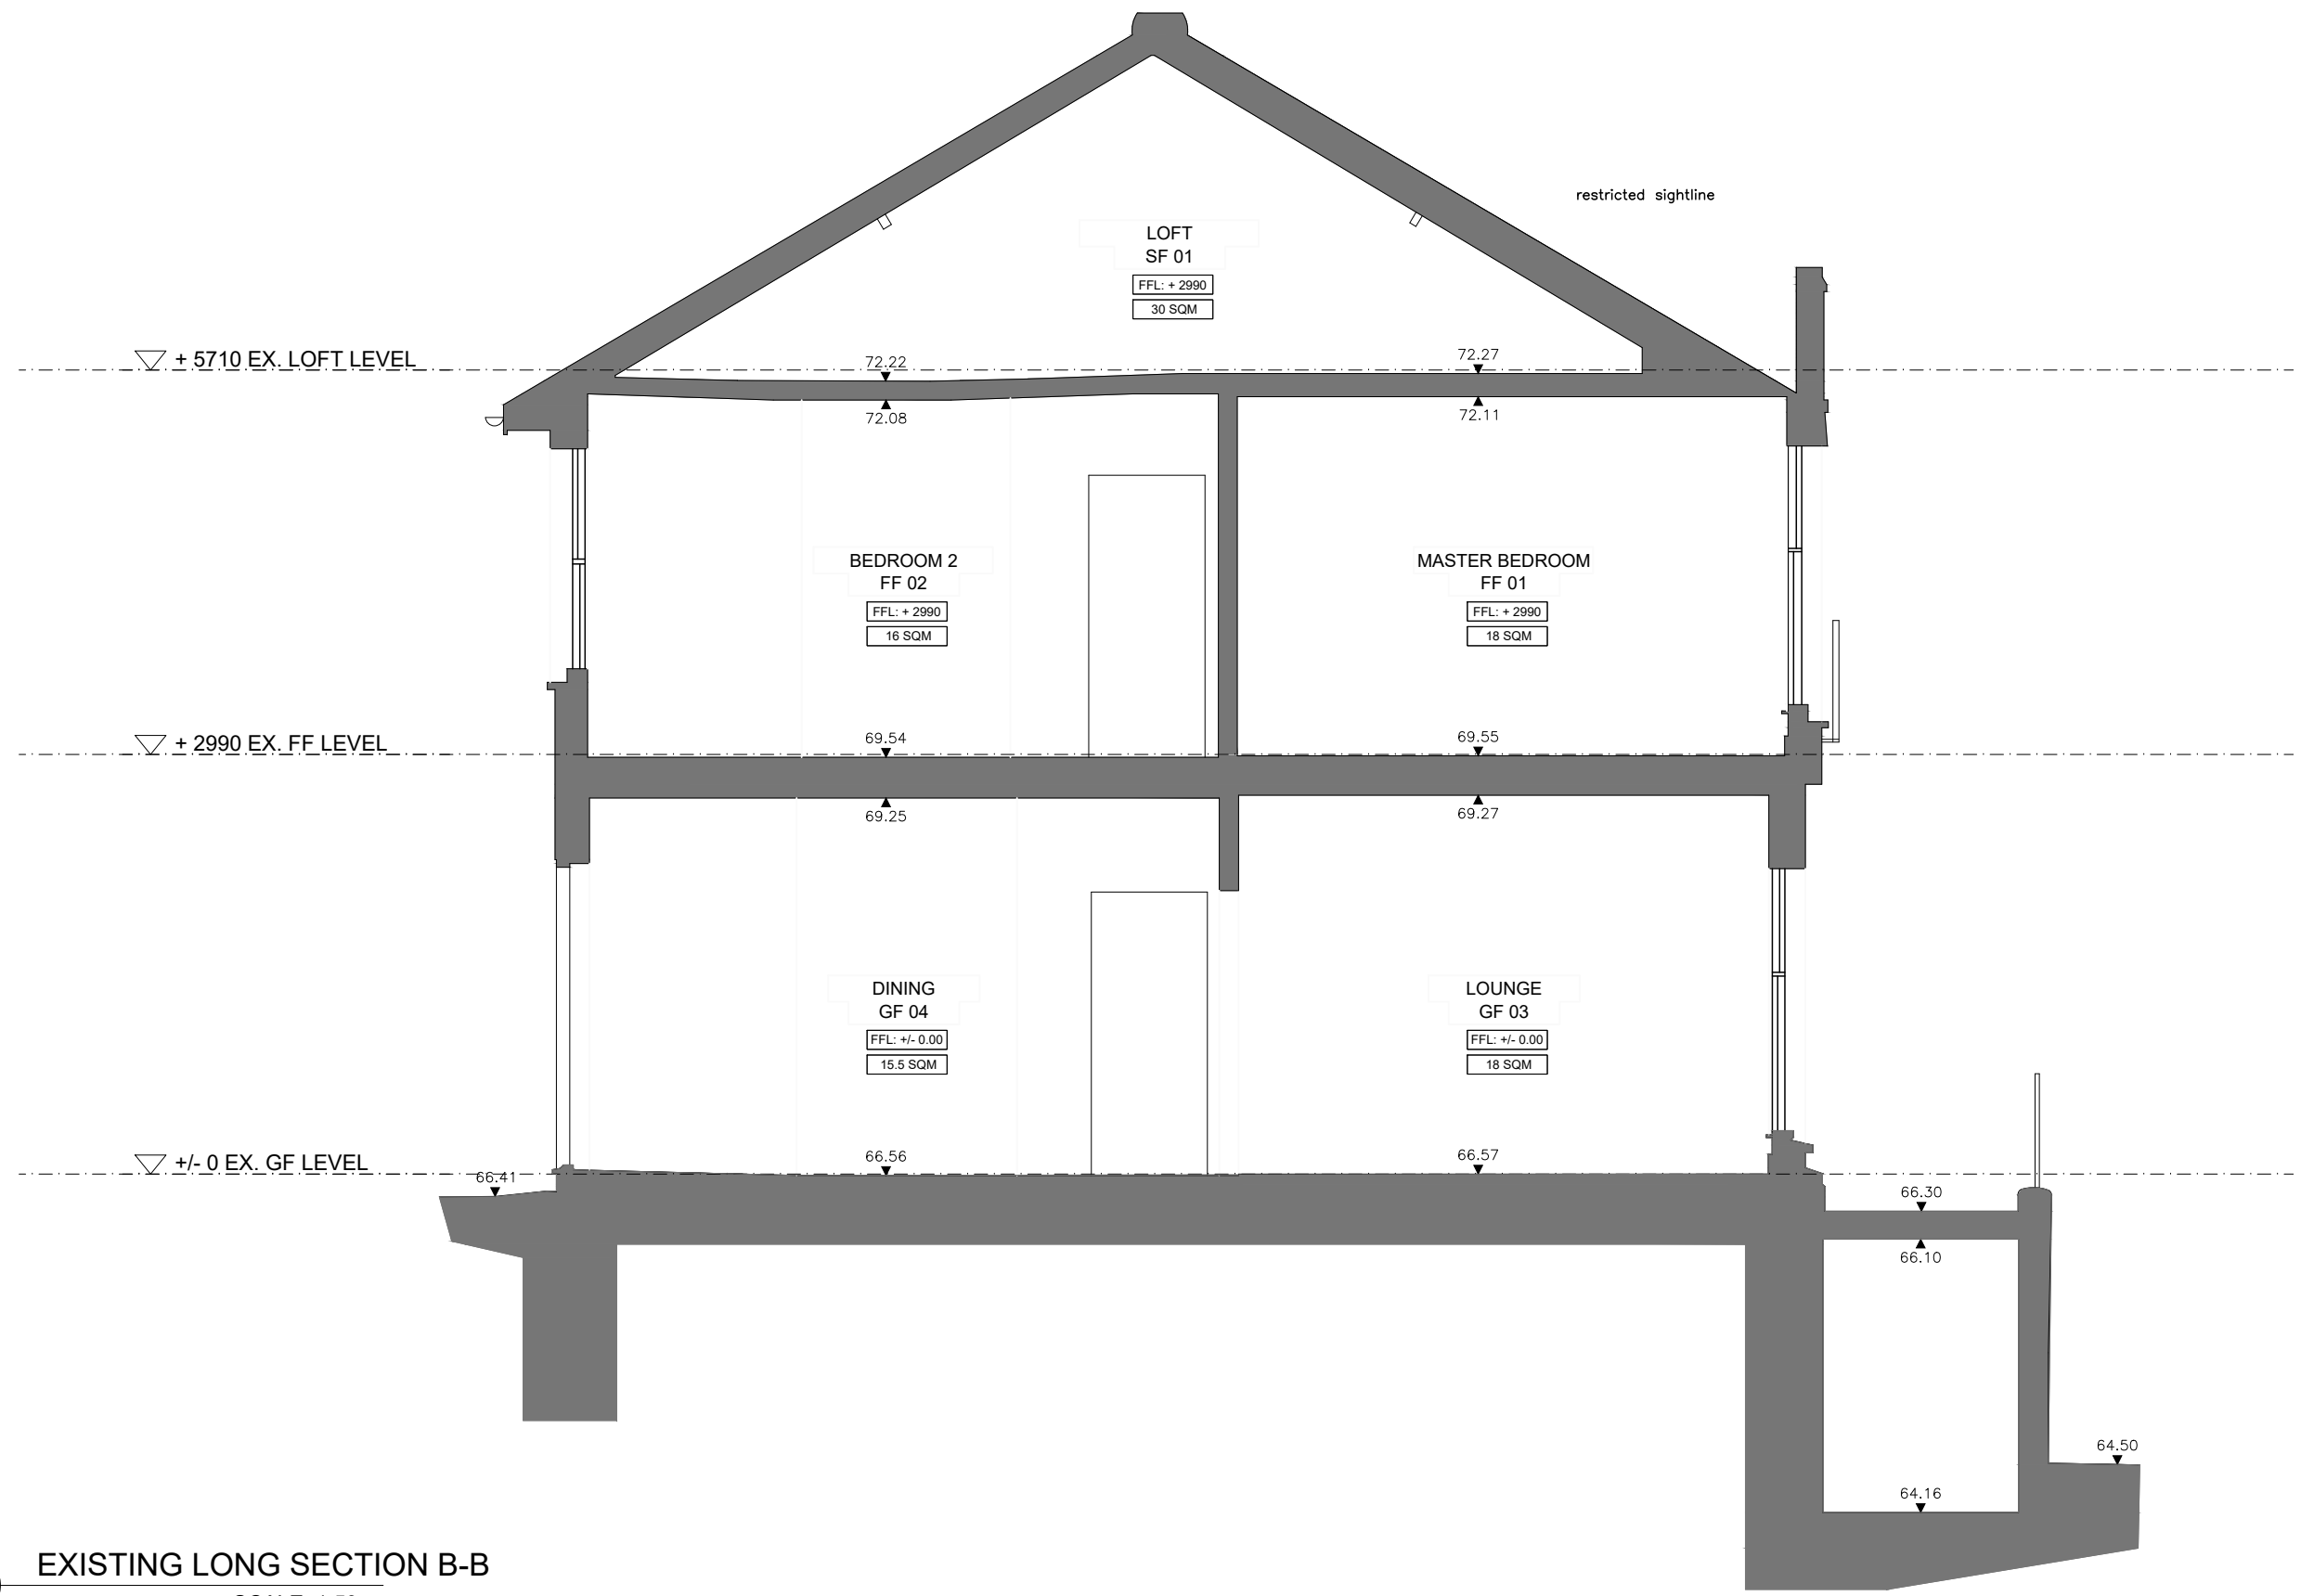 restricted sightline
LOFT
SF 01
FFL: + 2990
30 SQM
+ 5710 EX. LOFT LEVEL
72.22
72.27
72.08
72.11
BEDROOM 2
FF 02
FFL: + 2990
16 SQM
MASTER BEDROOM
FF 01
FFL: + 2990
18 SQM
+ 2990 EX. FF LEVEL
69.54
69.55
69.25
69.27
DINING
GF 04
FFL: +/- 0.00
15.5 SQM
LOUNGE
GF 03
FFL: +/- 0.00
18 SQM
+/- 0 EX. GF LEVEL
66.41
66.56
66.57
66.30
66.10
64.50
64.16
EXISTING LONG SECTION B-B